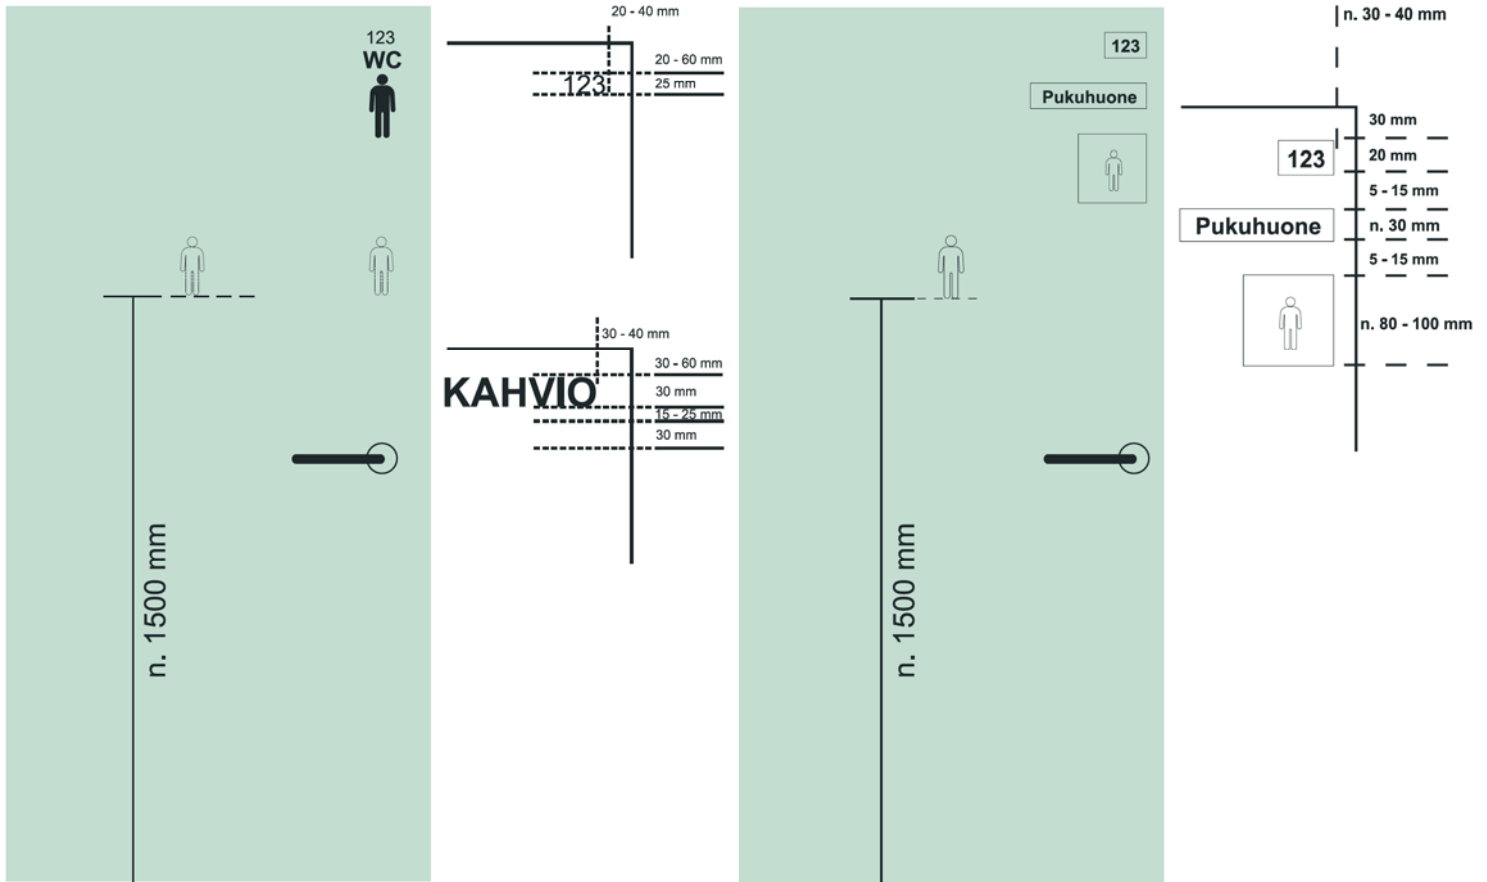 123
WC
n. 1500 mm
20 - 40 mm
20 - 60 mm
25 mm
123
30 - 40 mm
30 - 60 mm
KAHVIO
30 mm
15 - 25 mm
30 mm
123
Pukuhuone
n. 1500 mm
n. 30 - 40 mm
30 mm
123
20 mm
5 - 15 mm
Pukuhuone
n. 30 mm
5 - 15 mm
n. 80 - 100 mm